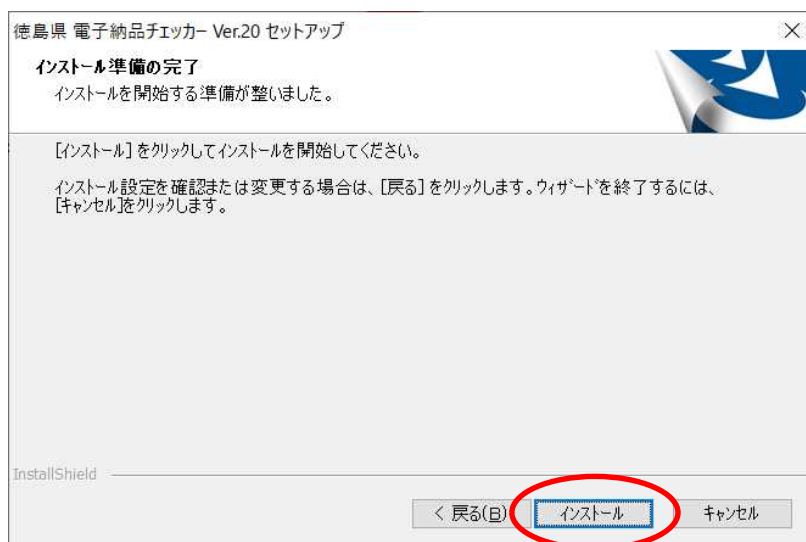 徳島県 電子納品チェッカー Ver.20 セットアップ
インストール準備の完了
インストールを開始する準備が整いました。
[インストール] をクリックしてインストールを開始してください。
インストール設定を確認または変更する場合は、[戻る] をクリックします。ウィザードを終了するには、
[キャンセル]をクリックします。
InstallShield
< 戻る(B)
インストール
キャンセル